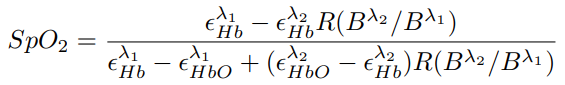 SpO_2 = \frac{\epsilon_{Hb}^{\lambda_1} - \epsilon_{Hb}^{\lambda_2} R(B^{\lambda_2}/B^{\lambda_1})}{\epsilon_{Hb}^{\lambda_1} - \epsilon_{HbO}^{\lambda_1} + (\epsilon_{HbO}^{\lambda_2} - \epsilon_{Hb}^{\lambda_2}) R(B^{\lambda_2}/B^{\lambda_1})}